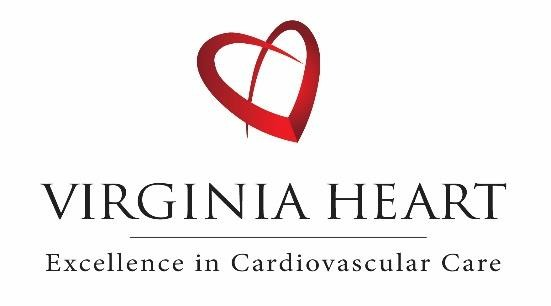 VIRGINIA HEART
Excellence in Cardiovascular Care